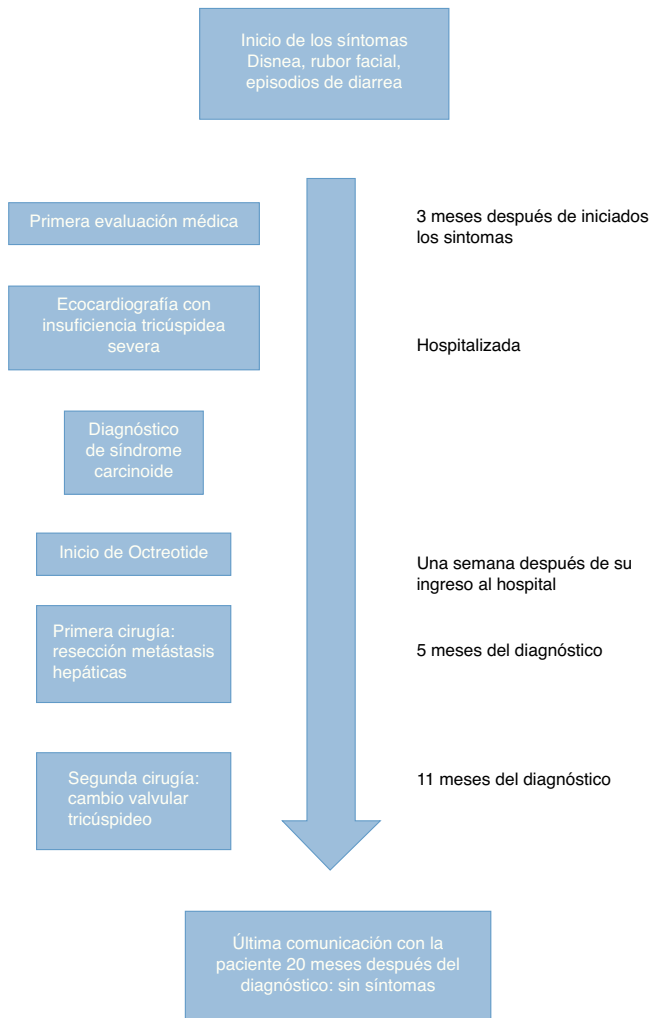 Inicio de los síntomas
Disnea, rubor facial,
episodios de diarrea
Primera evaluación médica
3 meses después de iniciados
los sintomas
Ecocardiografía con
insuficiencia tricúspidea
severa
Hospitalizada
Diagnóstico
de síndrome
carcinoide
Inicio de Octreotide
Una semana después de su
ingreso al hospital
Primera cirugía:
resección metástasis
hepáticas
5 meses del diagnóstico
Segunda cirugía:
cambio valvular
tricúspideo
11 meses del diagnóstico
Última comunicación con la
paciente 20 meses después del
diagnóstico: sin síntomas